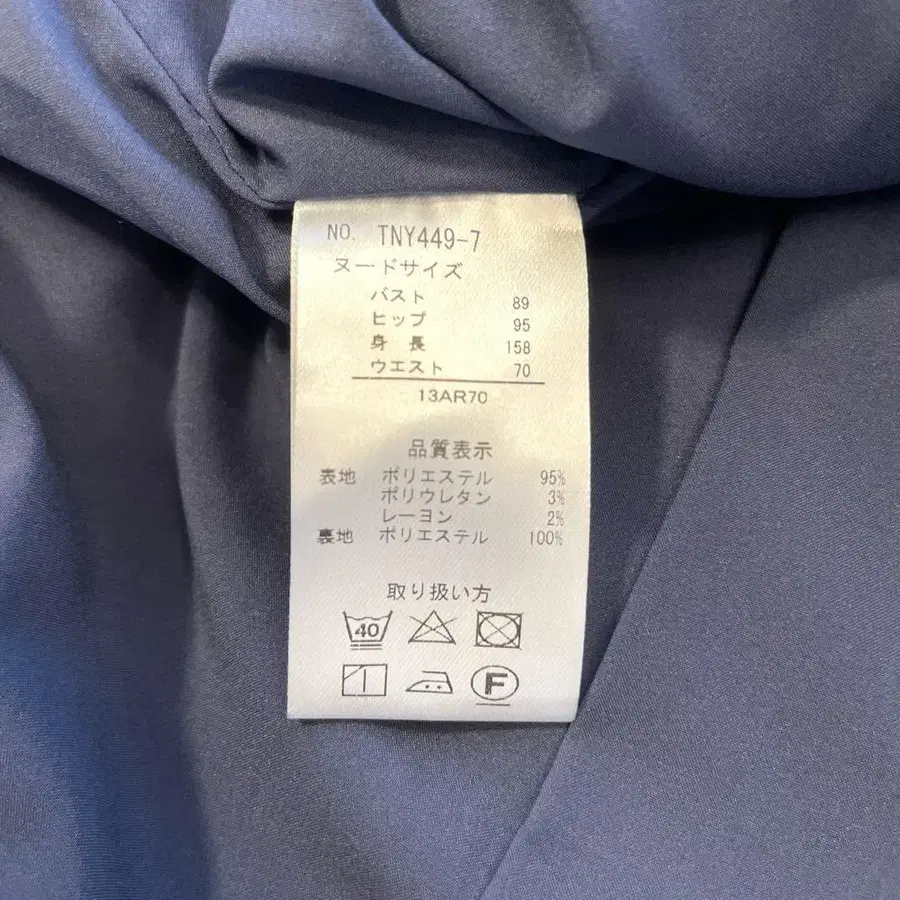 NO. TNY449-7
ヌードサイズ
バスト 89
ヒップ 95
身長 158
ウエスト 70
13AR70
品質表示
表地 ポリエステル 95%
ポリウレタン 3%
レーヨン 2%
裏地 ポリエステル 100%
取り扱い方
40
F